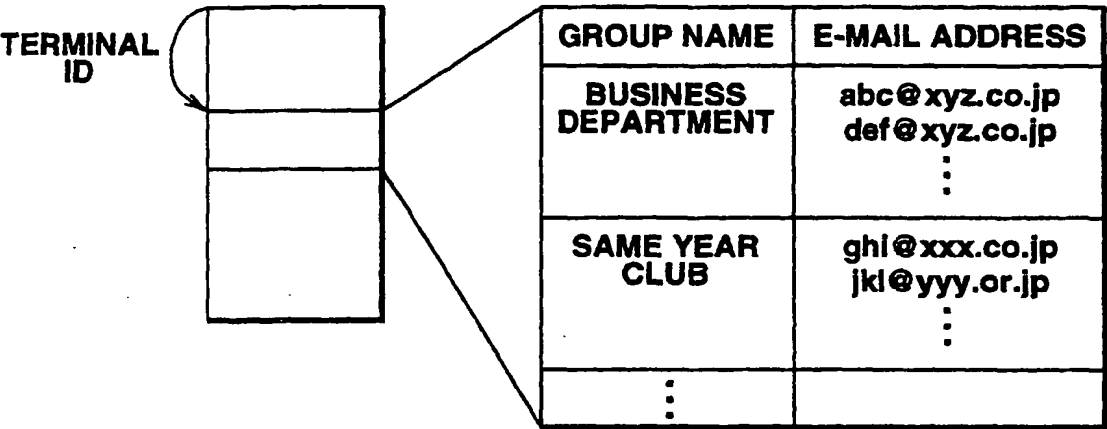 TERMINAL
ID
GROUP NAME
E-MAIL ADDRESS
BUSINESS
DEPARTMENT
abc@xyz.co.jp
def@xyz.co.jp
SAME YEAR
CLUB
ghi@xxx.co.jp
jkl@yyy.or.jp